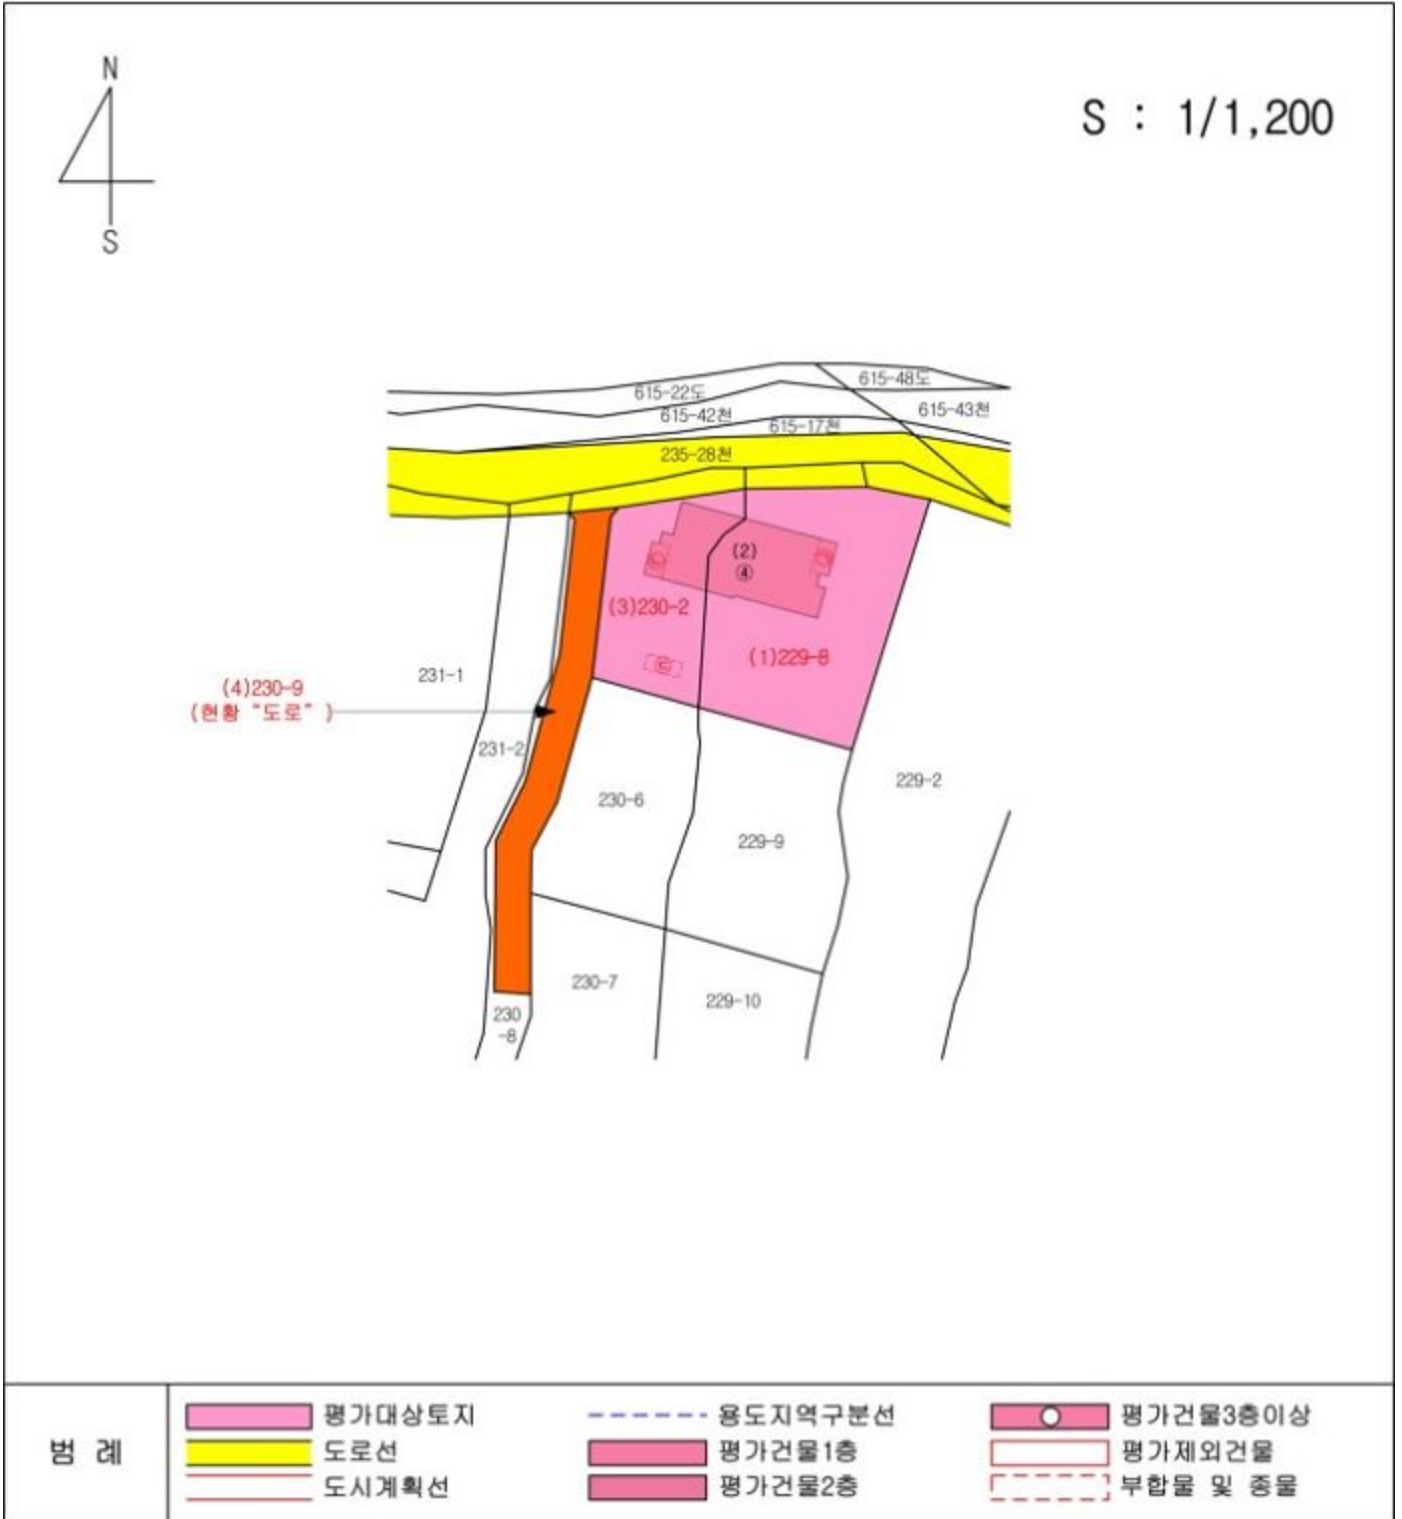 N
S : 1/1,200
S
615-22도
615-48도
615-42천
615-43천
615-17천
235-28천
(2)
④
(3)230-2
(1)229-8
ⓒ
231-1
(4)230-9
(현황 "도로")
231-2
230-6
229-2
229-9
230-7
229-10
230
-8
범 례
평가대상토지
용도지역구분선
평가건물3층이상
도로선
평가건물1층
평가제외건물
도시계획선
평가건물2층
부합물 및 종물